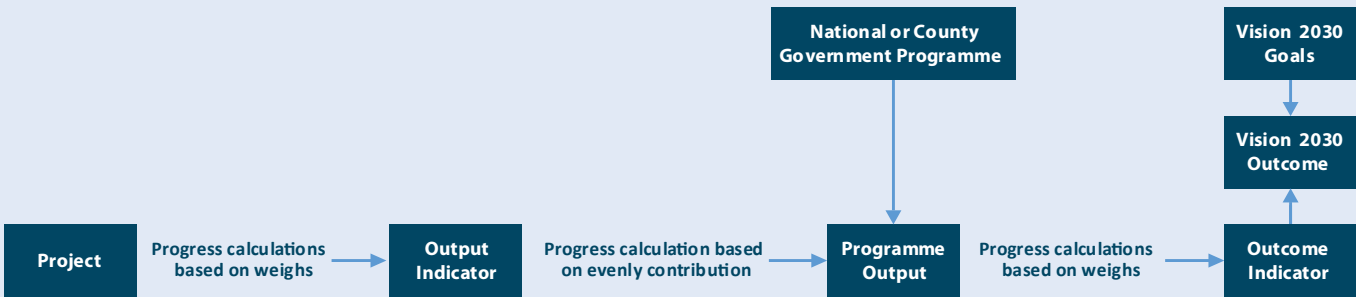 National or County
Government Programme
Vision 2030
Goals
Vision 2030
Outcome
Project
Progress calculations
based on weighs
Output
Indicator
Progress calculation based
on evenly contribution
Programme
Output
Progress calculations
based on weighs
Outcome
Indicator